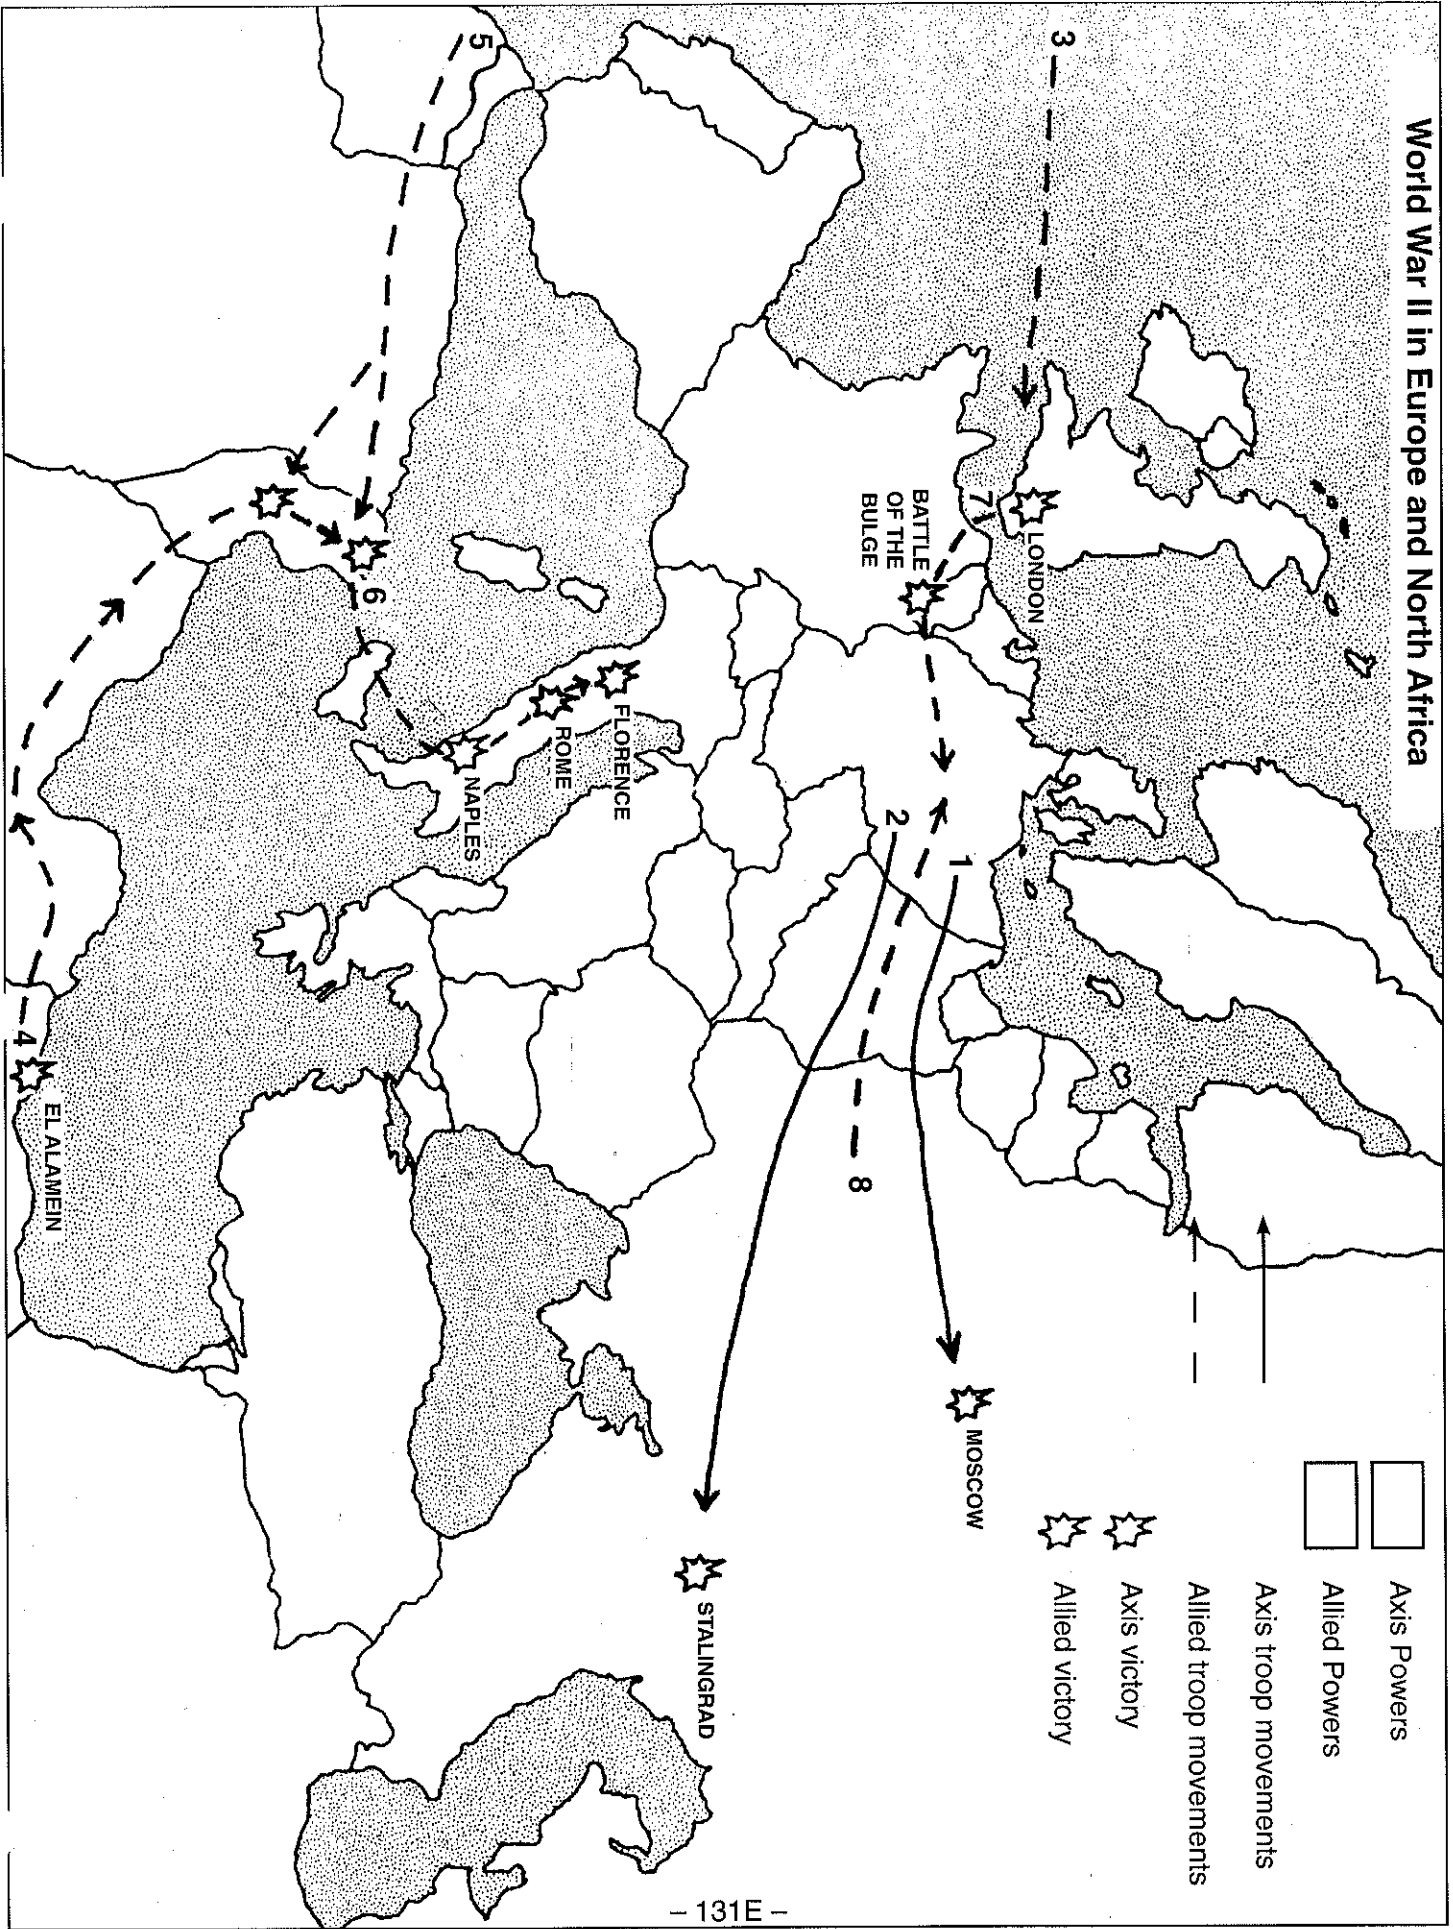 World War II in Europe and North Africa
Axis Powers
Allied Powers
Axis troop movements
Allied troop movements
Axis victory
Allied victory
3
LONDON
7
BATTLE
OF THE
BULGE
1
MOSCOW
2
8
STALINGRAD
FLORENCE
ROME
NAPLES
5
6
4
EL ALAMEIN
– 131E –